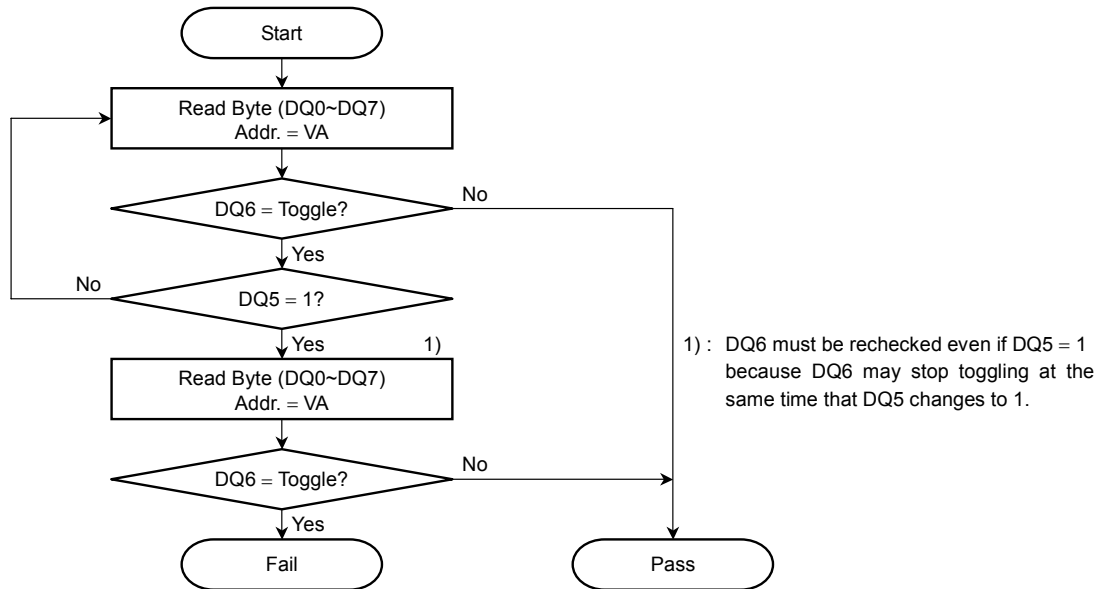 Start
Read Byte (DQ0~DQ7)
Addr. = VA
DQ6 = Toggle?
No
Yes
No
DQ5 = 1?
Yes
1)
Read Byte (DQ0~DQ7)
Addr. = VA
1) : DQ6 must be rechecked even if DQ5 = 1
because DQ6 may stop toggling at the
same time that DQ5 changes to 1.
DQ6 = Toggle?
No
Yes
Fail
Pass